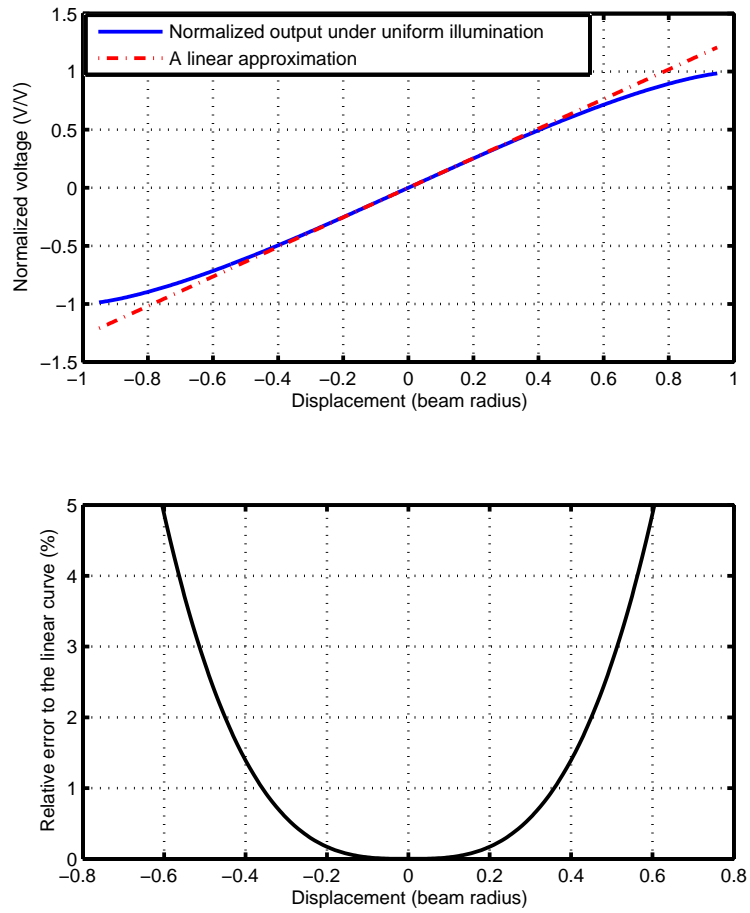 Normalized output under uniform illumination
A linear approximation
Normalized voltage (V/V)
1.5
1
0.5
0
−0.5
−1
−1.5
−1 −0.8 −0.6 −0.4 −0.2 0 0.2 0.4 0.6 0.8 1
Displacement (beam radius)
Relative error to the linear curve (%)
5
4
3
2
1
0
−0.8 −0.6 −0.4 −0.2 0 0.2 0.4 0.6 0.8
Displacement (beam radius)